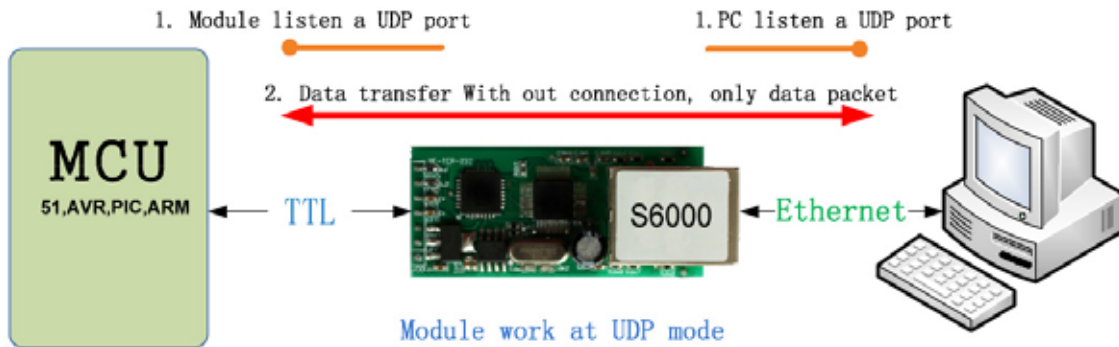 1. Module listen a UDP port
1.PC listen a UDP port
2. Data transfer With out connection, only data packet
MCU
51,AVR,PIC,ARM
TTL
S6000
Ethernet
Module work at UDP mode